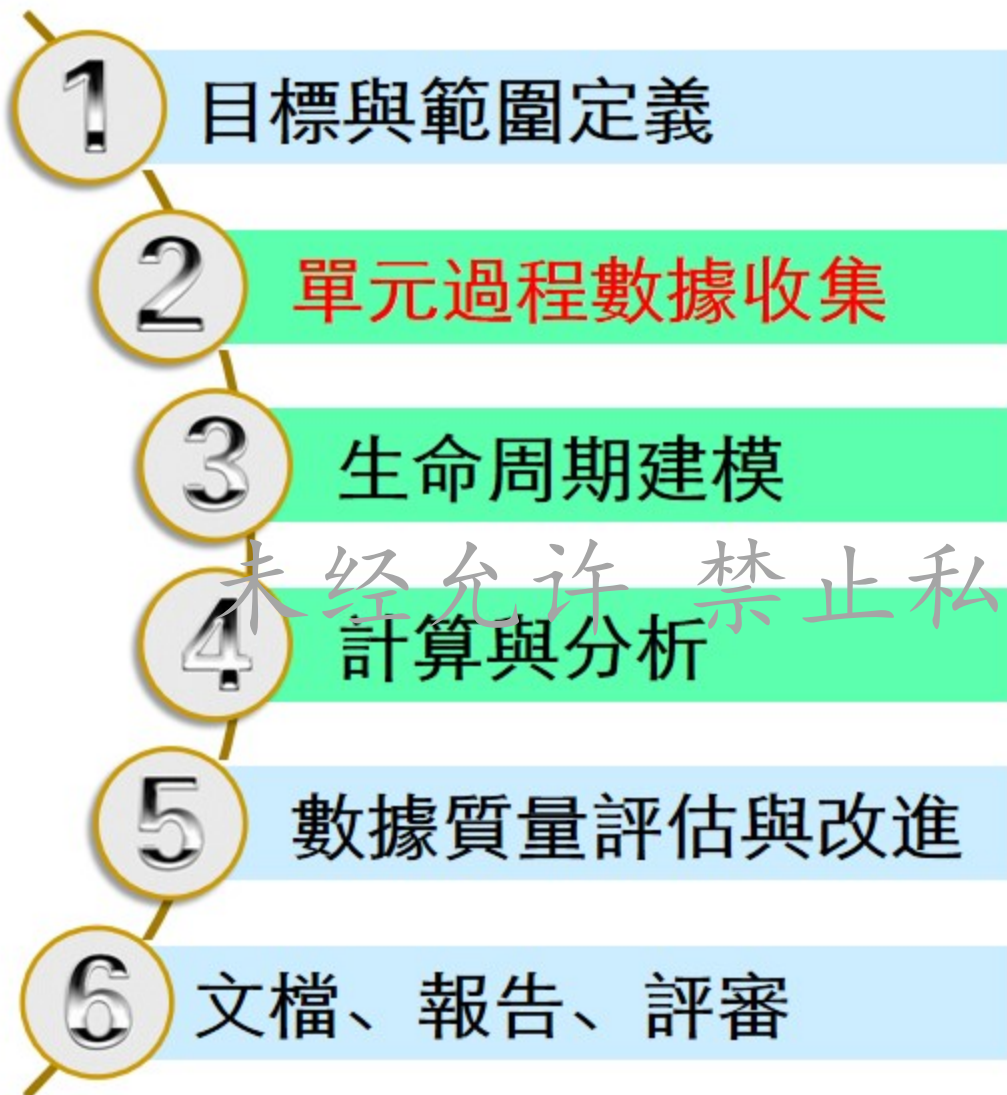 1 目標與範圍定義
2 單元過程數據收集
3 生命周期建模
未经允许 禁止私
4 計算與分析
5 數據質量評估與改進
6 文檔、報告、評審